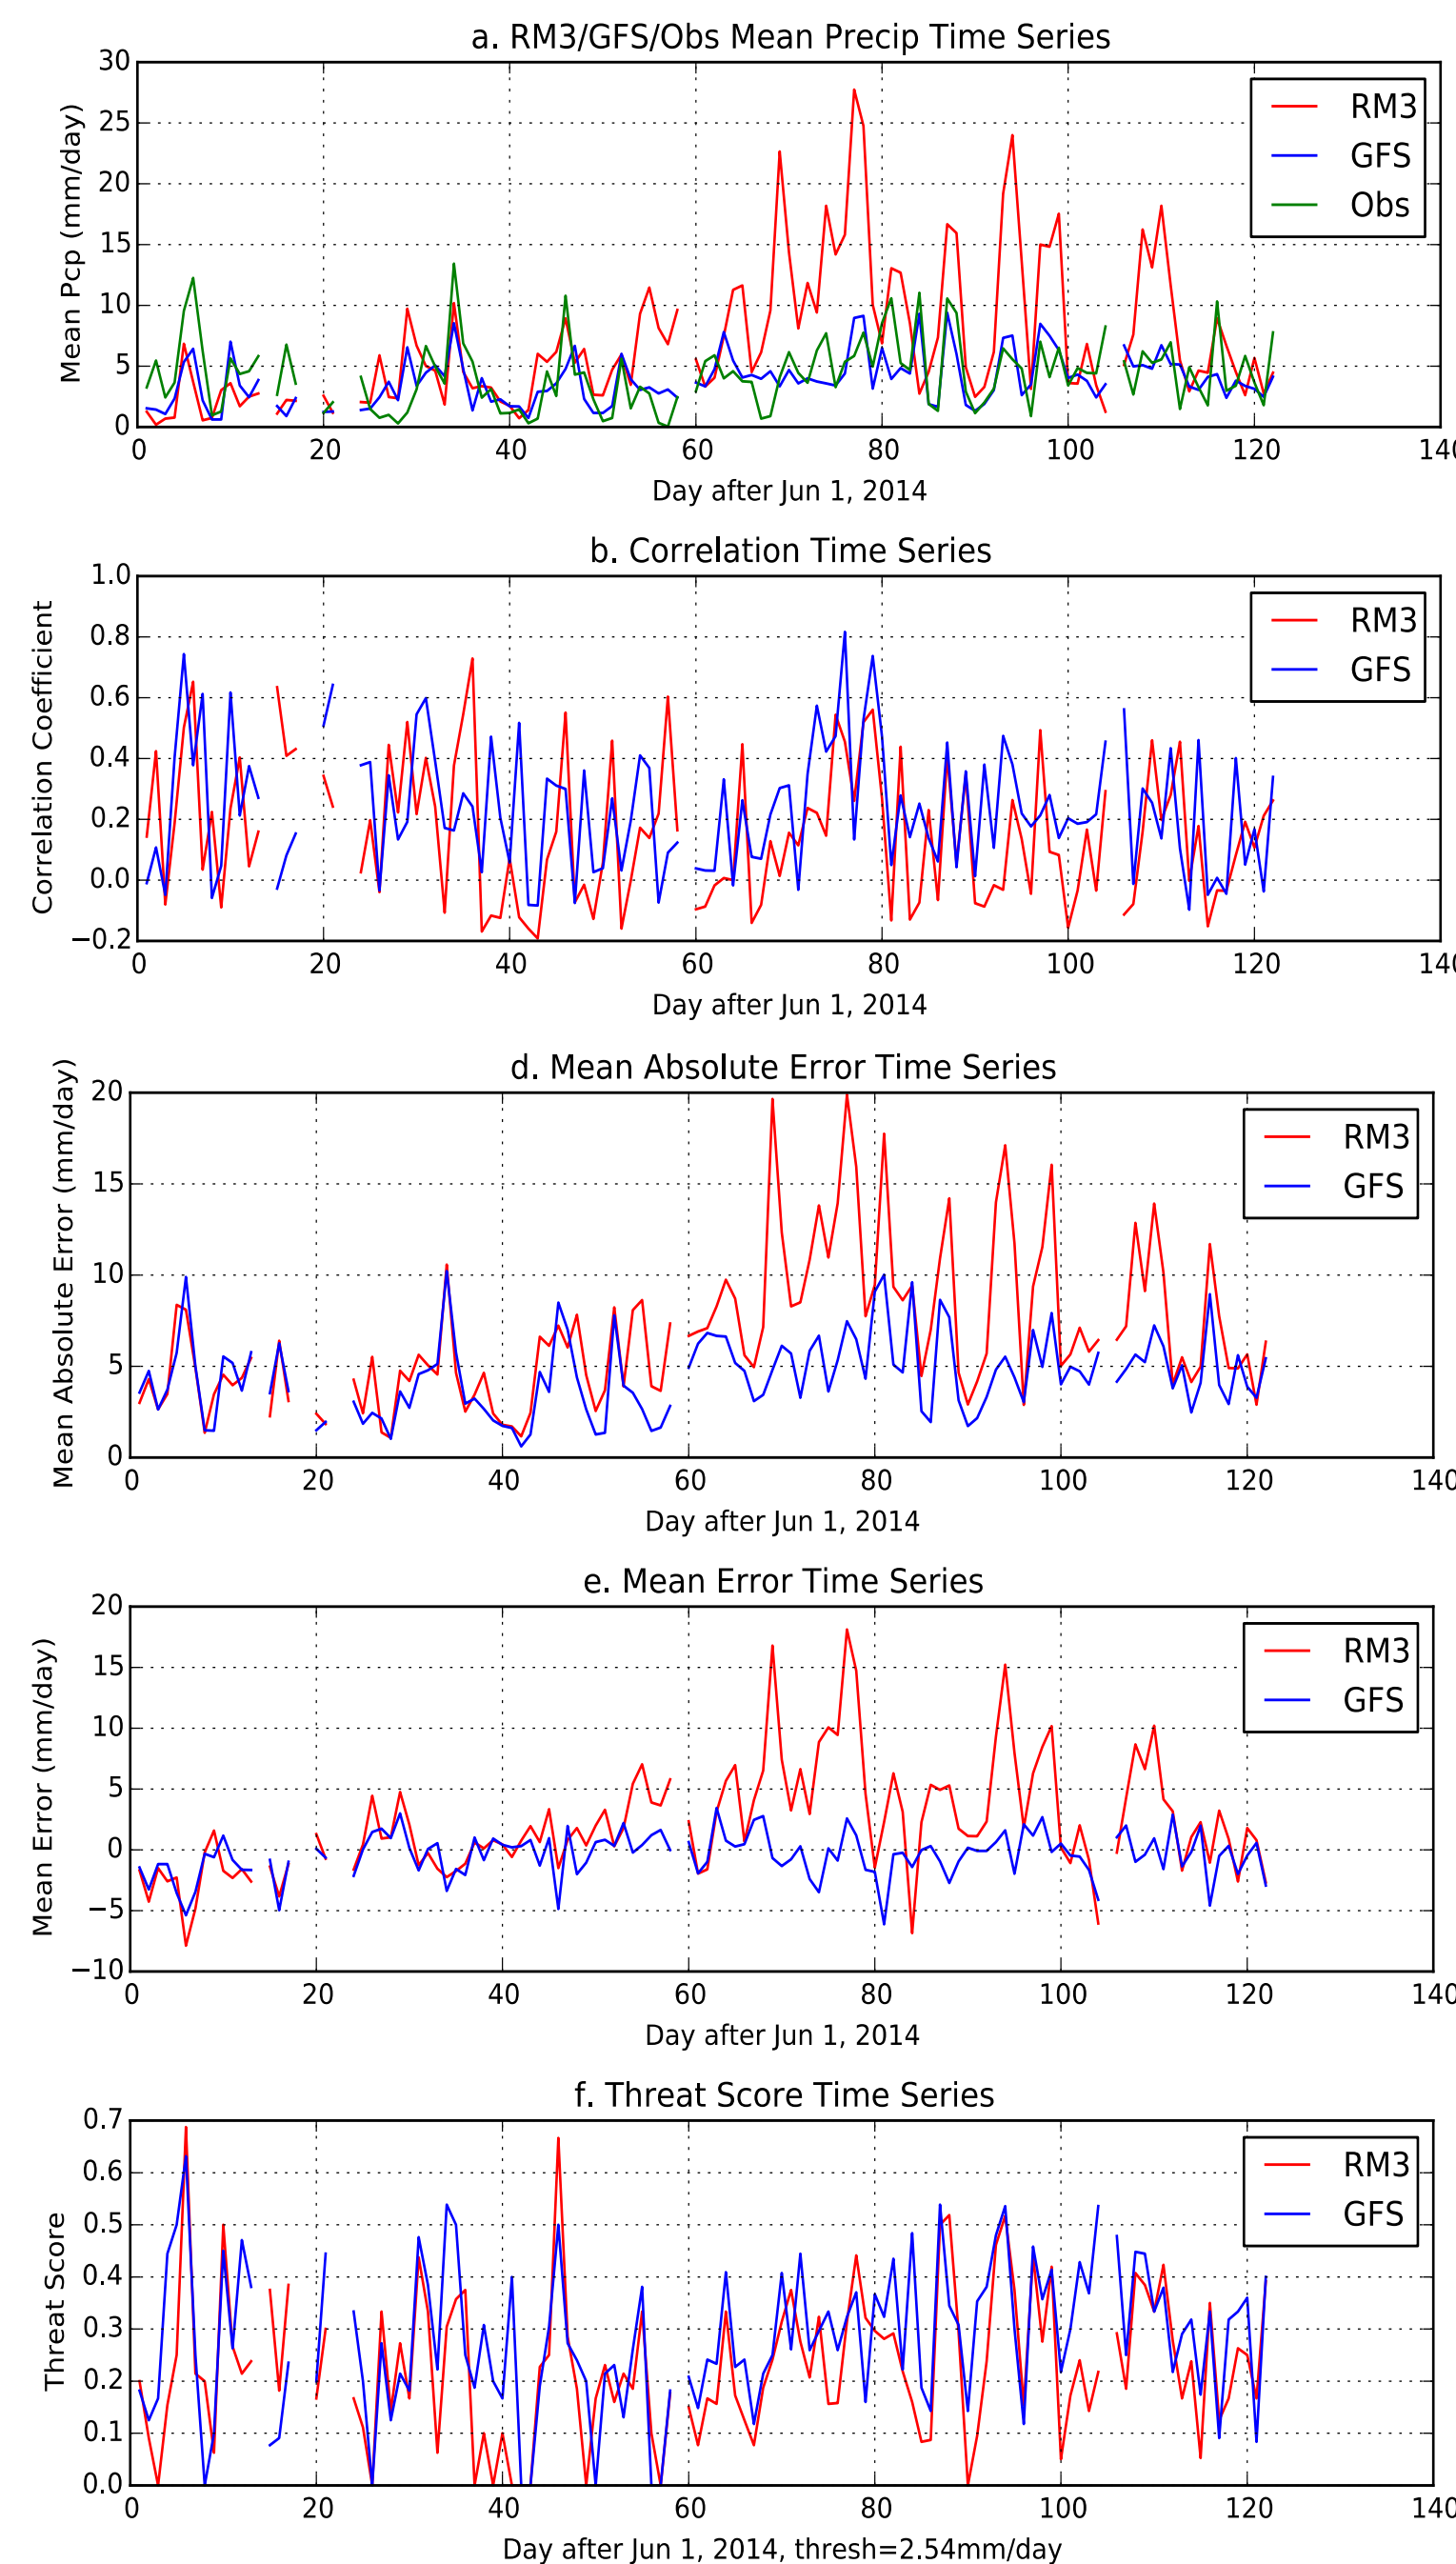 a. RM3/GFS/Obs Mean Precip Time Series
Mean Pcp (mm/day)
30
25
20
15
10
5
0
RM3
GFS
Obs
0 20 40 60 80 100 120 140
Day after Jun 1, 2014
b. Correlation Time Series
Correlation Coefficient
1.0
0.8
0.6
0.4
0.2
0.0
−0.2
RM3
GFS
0 20 40 60 80 100 120 140
Day after Jun 1, 2014
d. Mean Absolute Error Time Series
Mean Absolute Error (mm/day)
20
15
10
5
0
RM3
GFS
0 20 40 60 80 100 120 140
Day after Jun 1, 2014
e. Mean Error Time Series
Mean Error (mm/day)
20
15
10
5
0
−5
−10
RM3
GFS
0 20 40 60 80 100 120 140
Day after Jun 1, 2014
f. Threat Score Time Series
Threat Score
0.7
0.6
0.5
0.4
0.3
0.2
0.1
0.0
RM3
GFS
0 20 40 60 80 100 120 140
Day after Jun 1, 2014, thresh=2.54mm/day